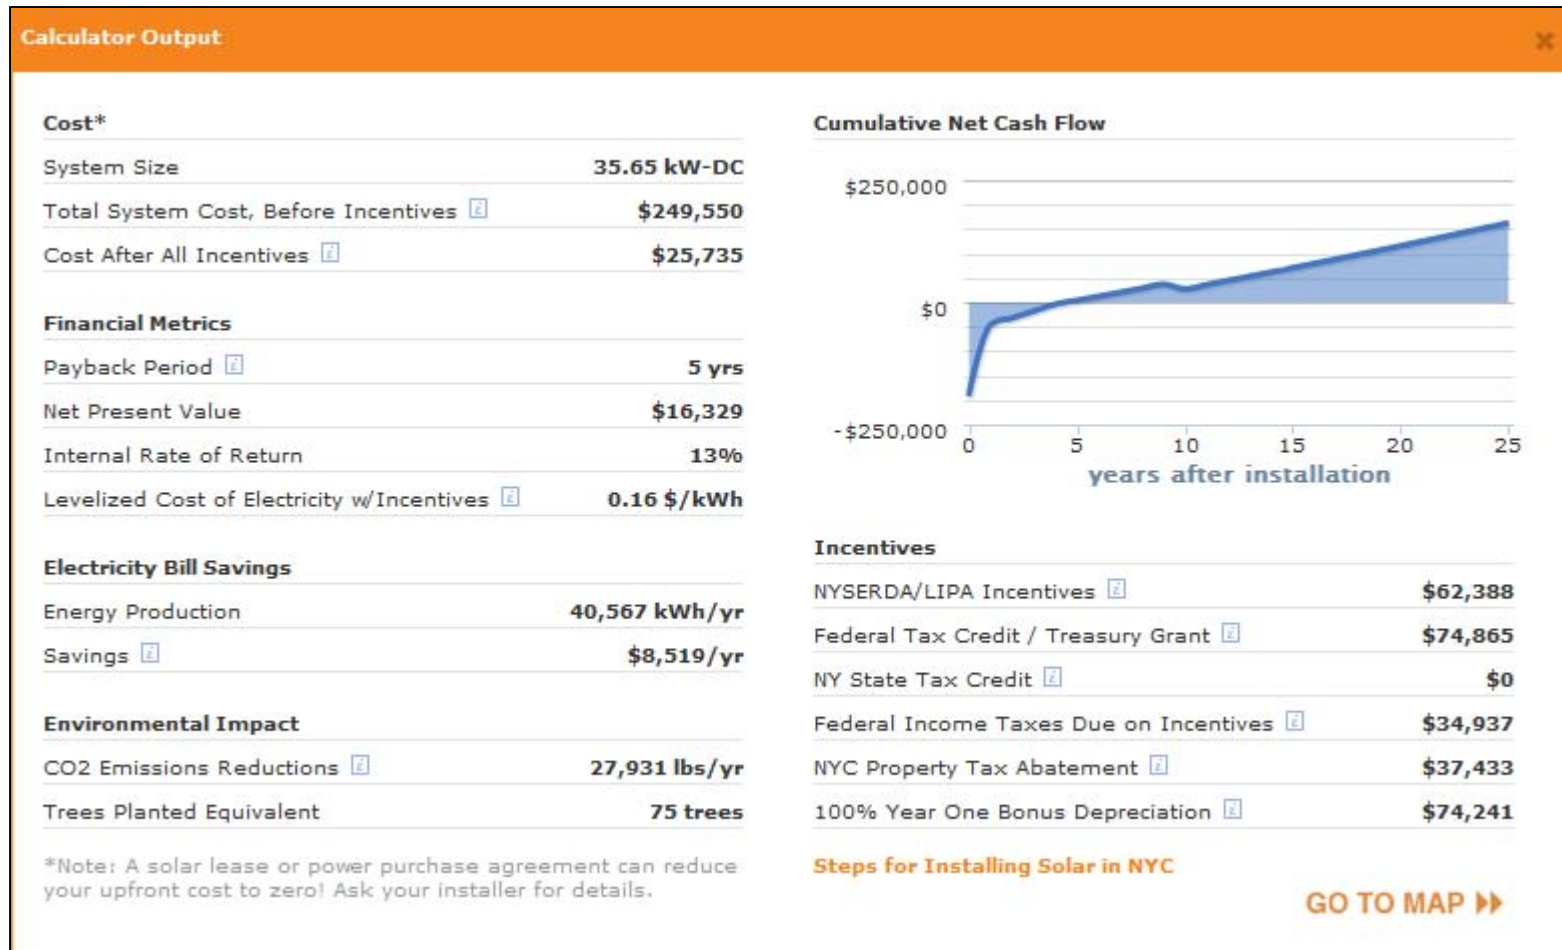 Calculator Output
Cost*
System Size 35.65 kW-DC
Total System Cost, Before Incentives i $249,550
Cost After All Incentives i $25,735
Financial Metrics
Payback Period i 5 yrs
Net Present Value $16,329
Internal Rate of Return 13%
Levelized Cost of Electricity w/Incentives i 0.16 $/kWh
Electricity Bill Savings
Energy Production 40,567 kWh/yr
Savings i $8,519/yr
Environmental Impact
CO2 Emissions Reductions i 27,931 lbs/yr
Trees Planted Equivalent 75 trees
*Note: A solar lease or power purchase agreement can reduce
your upfront cost to zero! Ask your installer for details.
Cumulative Net Cash Flow
$250,000
$0
-$250,000
0 5 10 15 20 25
years after installation
Incentives
NYSERDA/LIPA Incentives i $62,388
Federal Tax Credit / Treasury Grant i $74,865
NY State Tax Credit i $0
Federal Income Taxes Due on Incentives i $34,937
NYC Property Tax Abatement i $37,433
100% Year One Bonus Depreciation i $74,241
Steps for Installing Solar in NYC
GO TO MAP